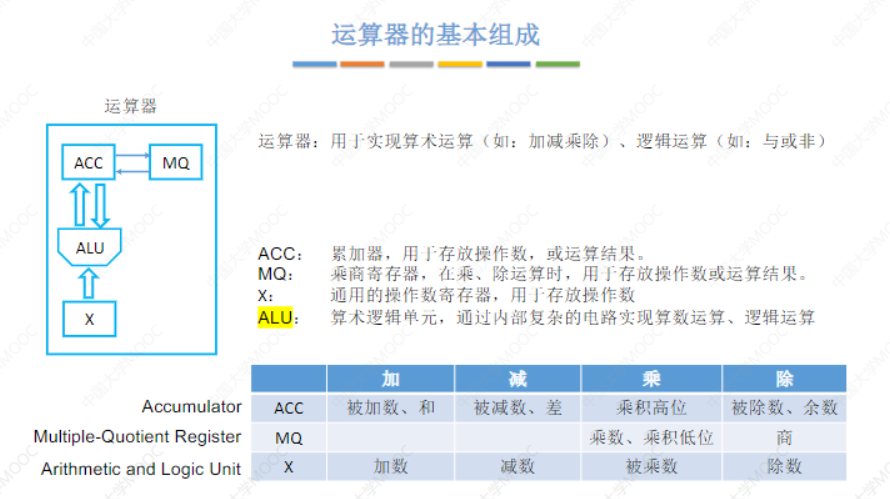 运算器的基本组成
运算器
ACC
MQ
ALU
X
运算器：用于实现算术运算（如：加减乘除）、逻辑运算（如：与或非）
ACC： 累加器，用于存放操作数，或运算结果。
MQ： 乘商寄存器，在乘、除运算时，用于存放操作数或运算结果。
X： 通用的操作数寄存器，用于存放操作数
ALU： 算术逻辑单元，通过内部复杂的电路实现算数运算、逻辑运算
加 减 乘 除
Accumulator ACC 被加数、和 被减数、差 乘积高位 被除数、余数
Multiple-Quotient Register MQ 乘数、乘积低位 商
Arithmetic and Logic Unit X 加数 减数 被乘数 除数
中国大学MOOC